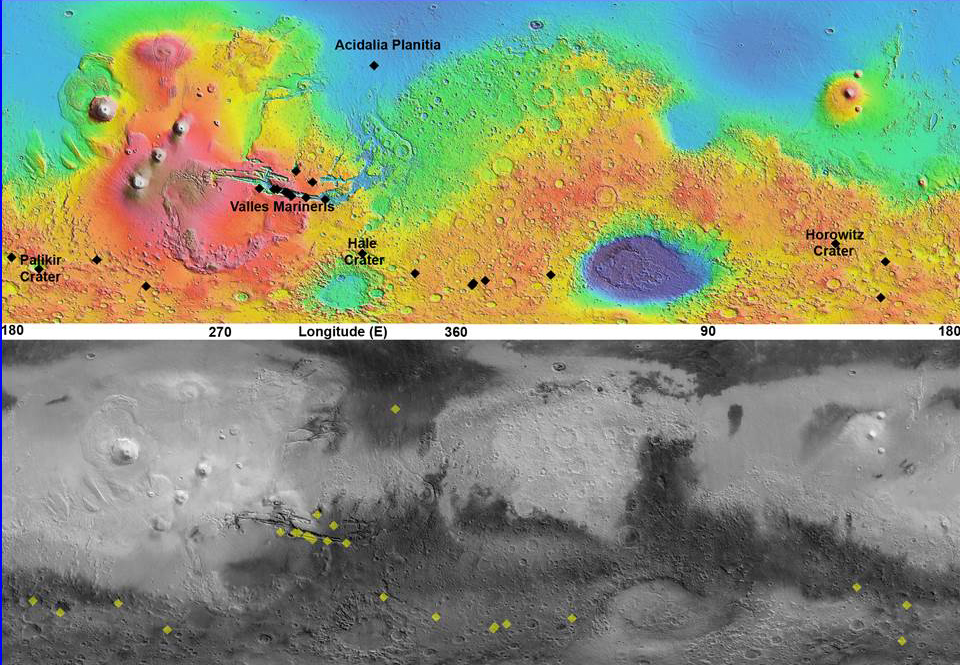 Acidalia Planitia
Valles Marineris
Hale
Crater
Horowitz
Crater
Palikir
Crater
180 270 Longitude (E) 360 90 180